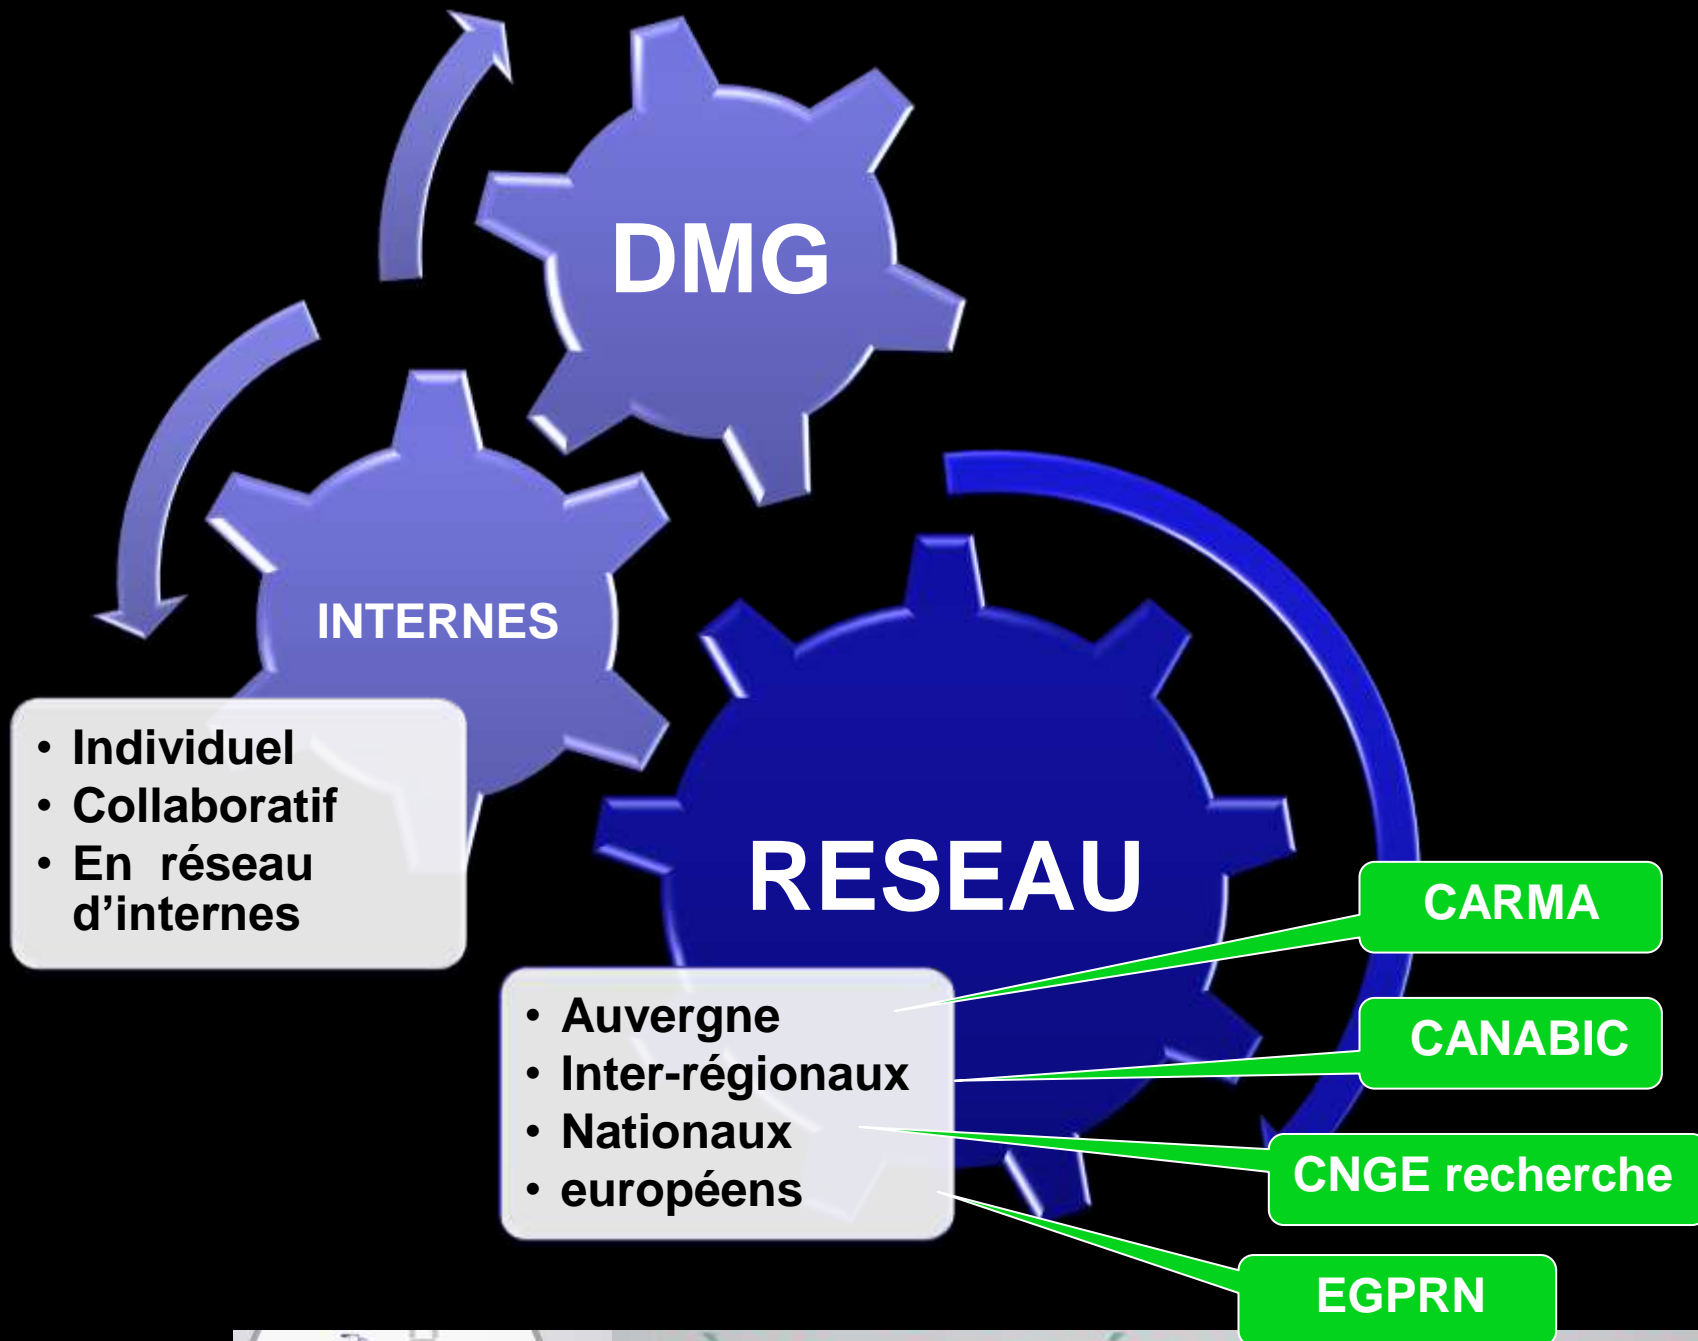 DMG
INTERNES
• Individuel
• Collaboratif
• En réseau
d’internes
RESEAU
• Auvergne
• Inter-régionaux
• Nationaux
• européens
CARMA
CANABIC
CNGE recherche
EGPRN